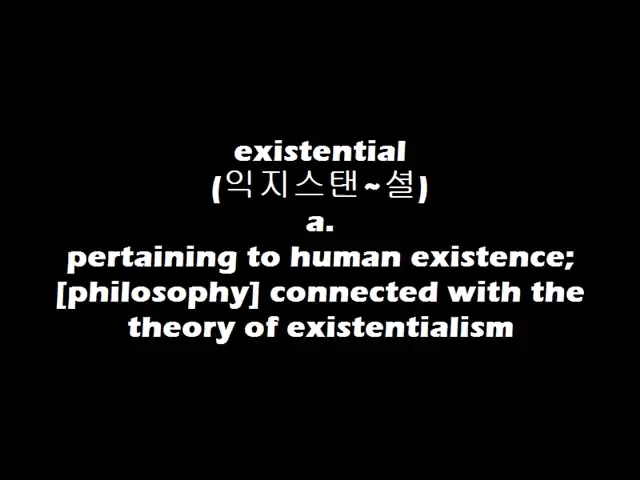 existential
(익지스탠~셜)
a.
pertaining to human existence;
[philosophy] connected with the
theory of existentialism